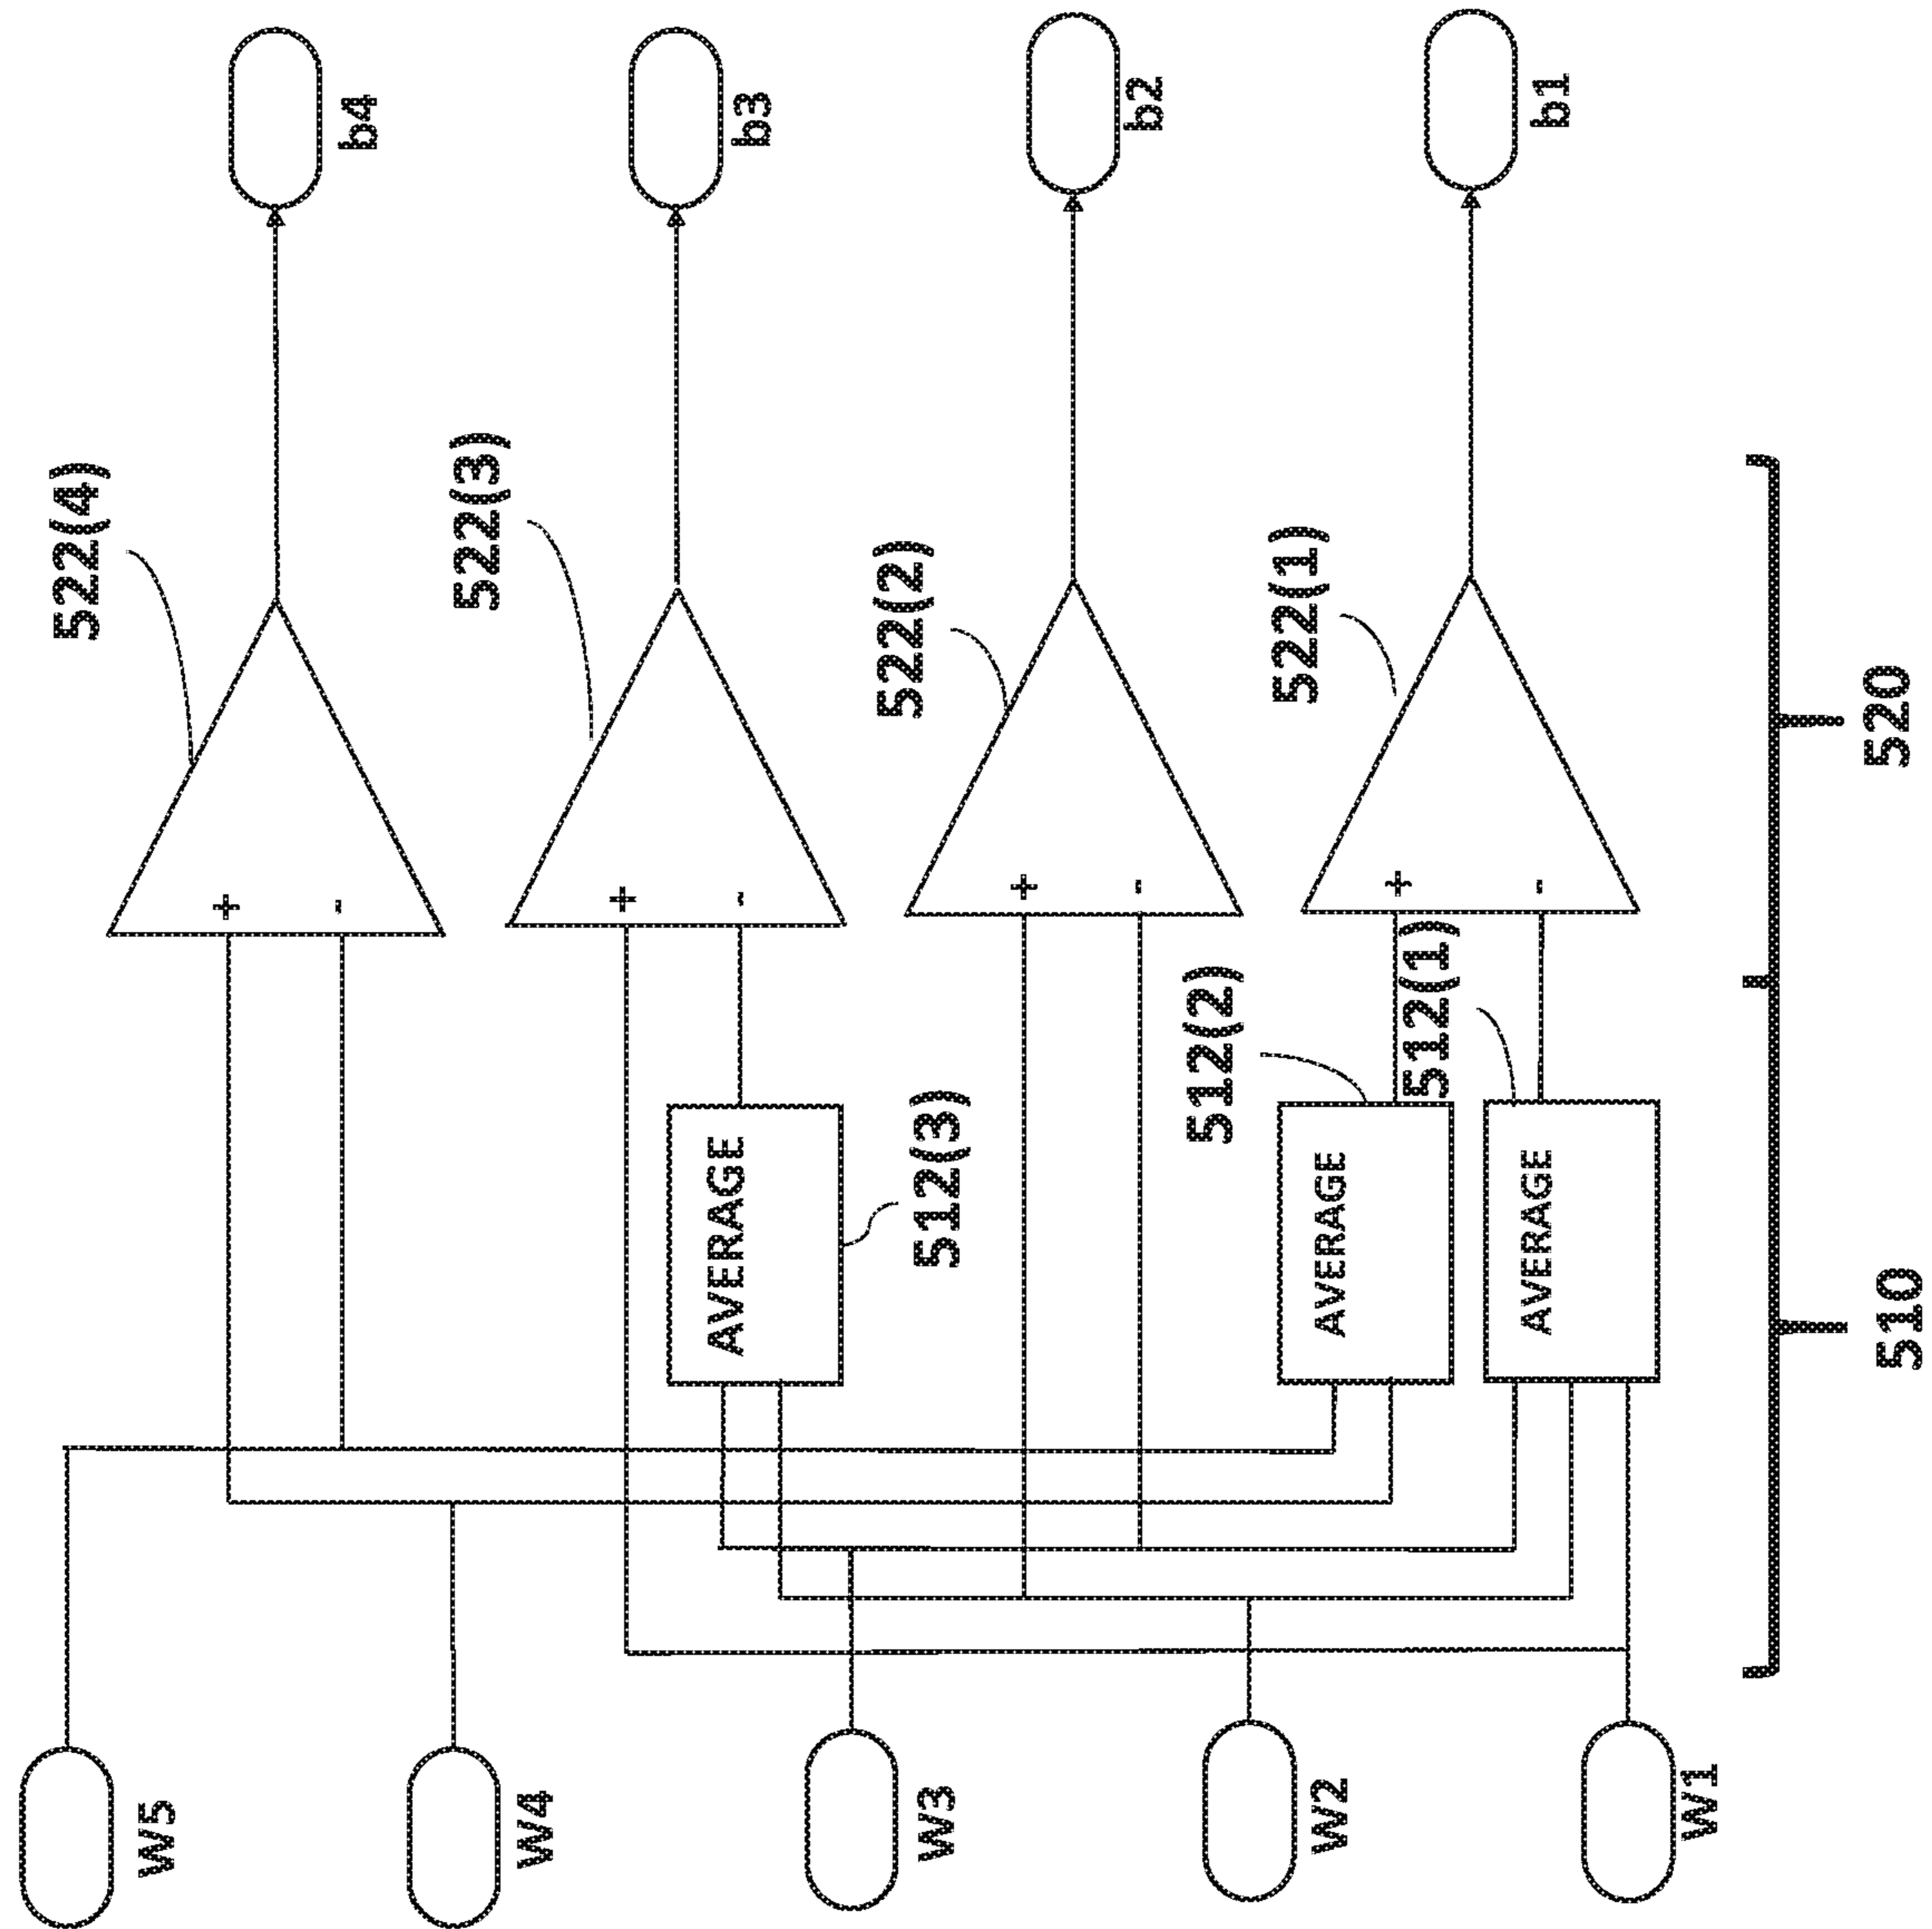 W5
W4
W3
W2
W1
AVERAGE
512(3)
AVERAGE
512(2)
AVERAGE
512(1)
+
-
522(4)
+
-
522(3)
+
-
522(2)
+
-
522(1)
b4
b3
b2
b1
510
520